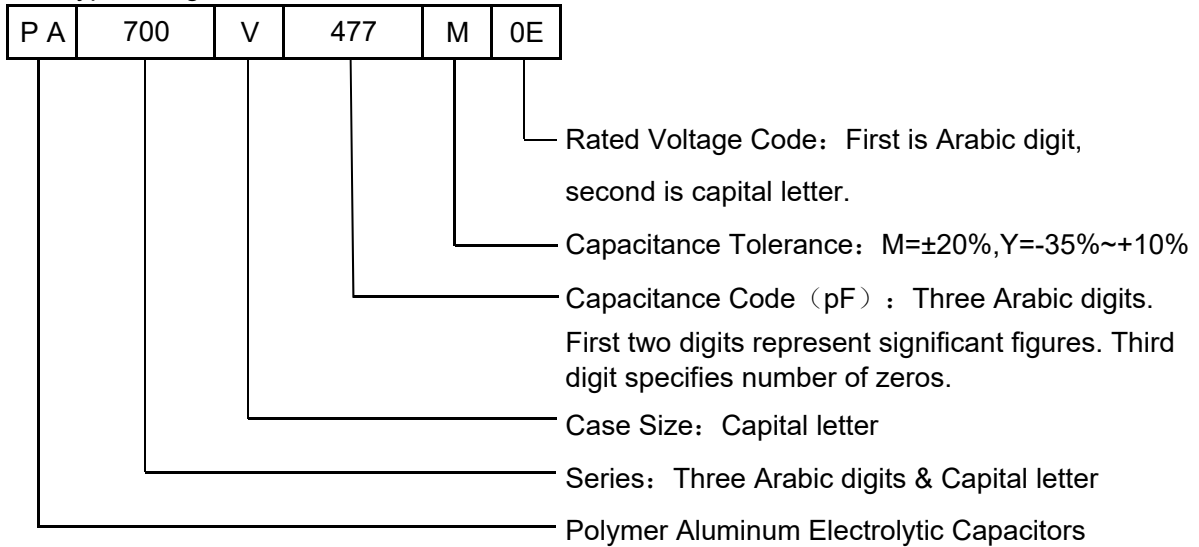 P A 700 V 477 M 0E
Rated Voltage Code：First is Arabic digit,
second is capital letter.
Capacitance Tolerance：M=±20%,Y=-35%~+10%
Capacitance Code（pF）：Three Arabic digits.
First two digits represent significant figures. Third
digit specifies number of zeros.
Case Size：Capital letter
Series：Three Arabic digits & Capital letter
Polymer Aluminum Electrolytic Capacitors